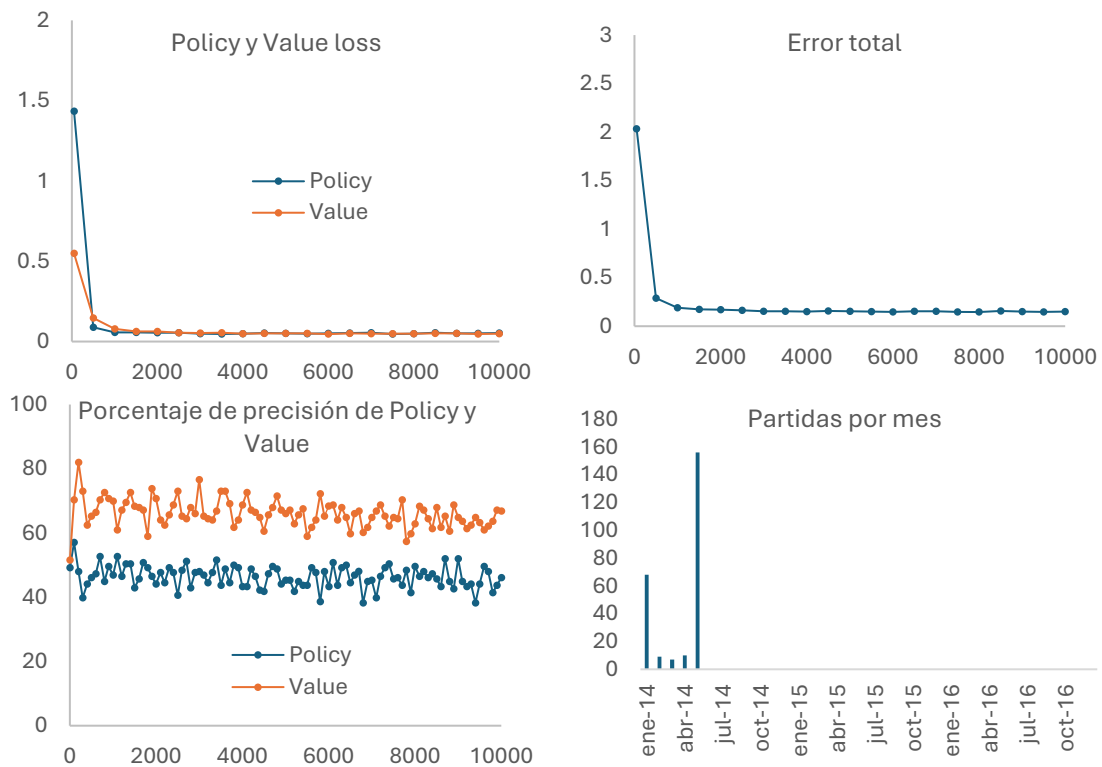 Policy y Value loss
2
1.5
1
0.5
0
0 2000 4000 6000 8000 10000
Policy
Value
Error total
3
2.5
2
1.5
1
0.5
0
0 2000 4000 6000 8000 10000
Porcentaje de precisión de Policy y
Value
100
80
60
40
20
0
0 2000 4000 6000 8000 10000
Policy
Value
Partidas por mes
180
160
140
120
100
80
60
40
20
0
ene-14
abr-14
jul-14
oct-14
ene-15
abr-15
jul-15
oct-15
ene-16
abr-16
jul-16
oct-16